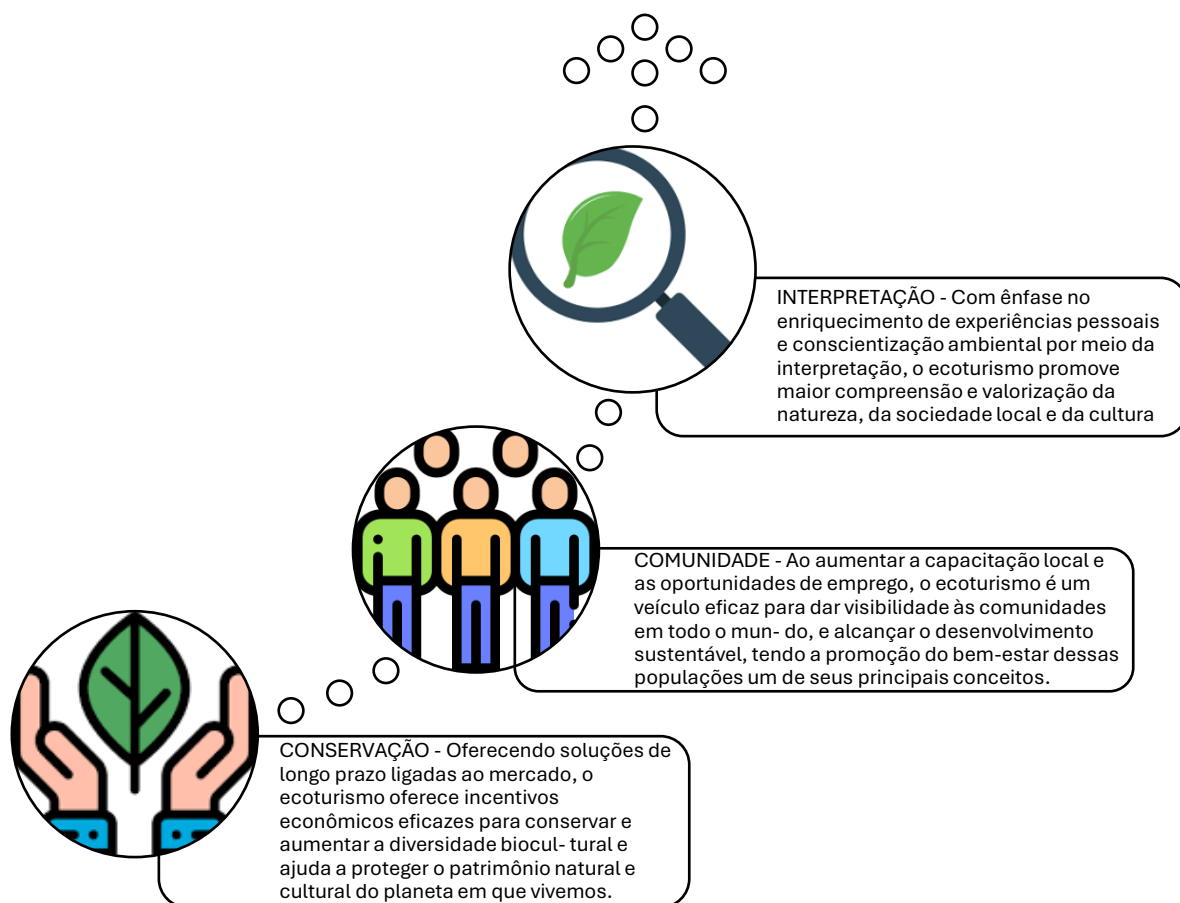 INTERPRETAÇÃO - Com ênfase no
enriquecimento de experiências pessoais
e conscientização ambiental por meio da
interpretação, o ecoturismo promove
maior compreensão e valorização da
natureza, da sociedade local e da cultura
COMUNIDADE - Ao aumentar a capacitação local e
as oportunidades de emprego, o ecoturismo é um
veículo eficaz para dar visibilidade às comunidades
em todo o mun- do, e alcançar o desenvolvimento
sustentável, tendo a promoção do bem-estar dessas
populações um de seus principais conceitos.
CONSERVAÇÃO - Oferecendo soluções de
longo prazo ligadas ao mercado, o
ecoturismo oferece incentivos
econômicos eficazes para conservar e
aumentar a diversidade biocul- tural e
ajuda a proteger o patrimônio natural e
cultural do planeta em que vivemos.